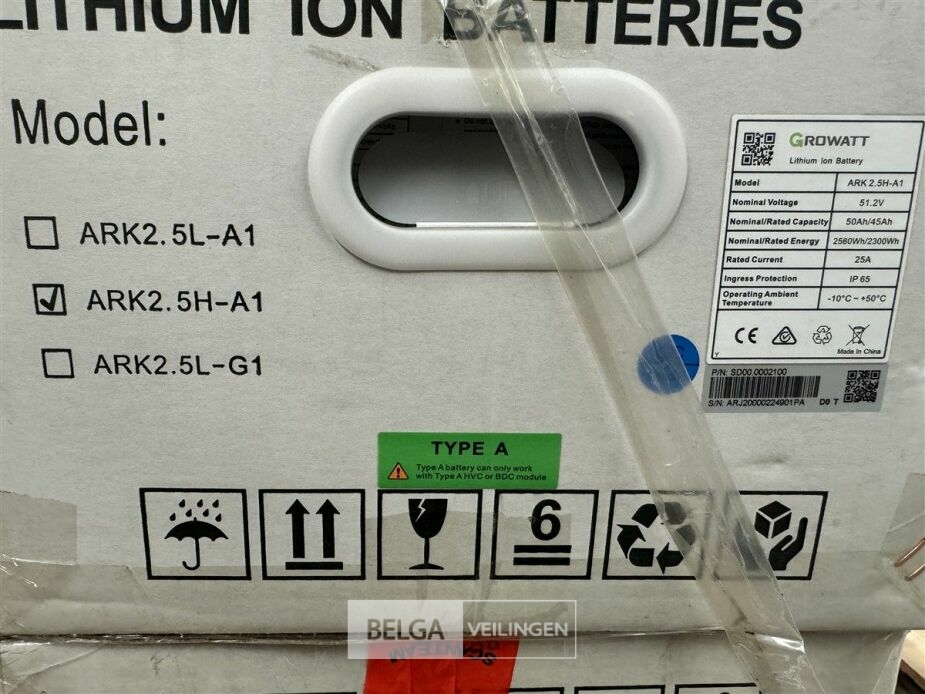 LITHIUM ION BATTERIES
Model:
ARK2.5L-A1
ARK2.5H-A1
ARK2.5L-G1
GROWATT
Lithium Ion Battery
Model ARK 2.5H-A1
Nominal Voltage 51.2V
Nominal/Rated Capacity 50Ah/45Ah
Nominal/Rated Energy 2560Wh/2300Wh
Rated Current 25A
Ingress Protection IP 65
Operating Ambient
Temperature -10°C ~ +50°C
CE
Y Made in China
P/N: SD00.0002100
S/N: ARJ20000224901PA D0 T
TYPE A
Type A battery can only work
with Type A HVC or BDC module
6
BELGA VEILINGEN